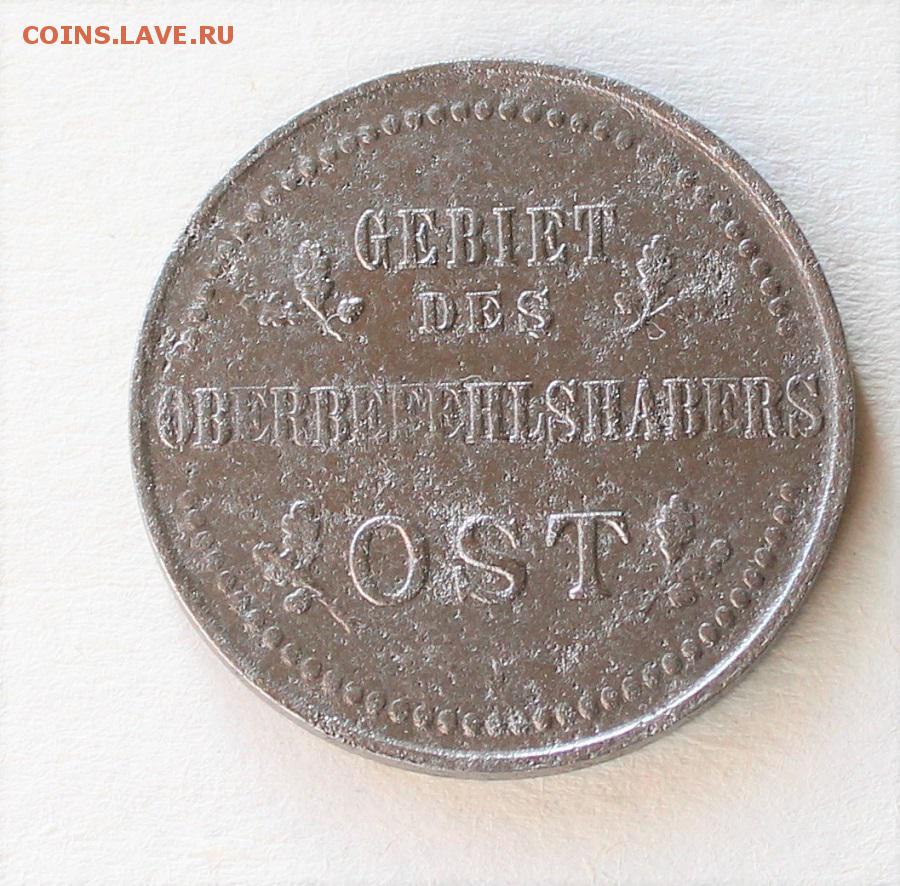 COINS.LAVE.RU
GEBIET
DES
OBERBEFEHLSHABERS
OST